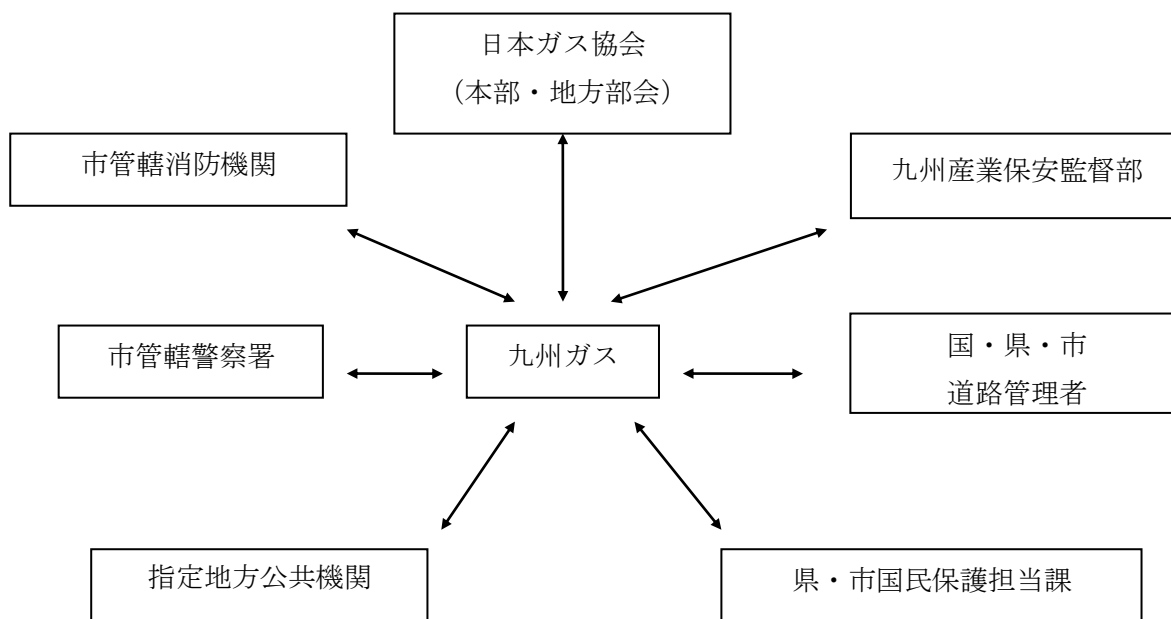 日本ガス協会
（本部・地方部会）
市管轄消防機関
九州産業保安監督部
市管轄警察署
九州ガス
国・県・市
道路管理者
指定地方公共機関
県・市国民保護担当課